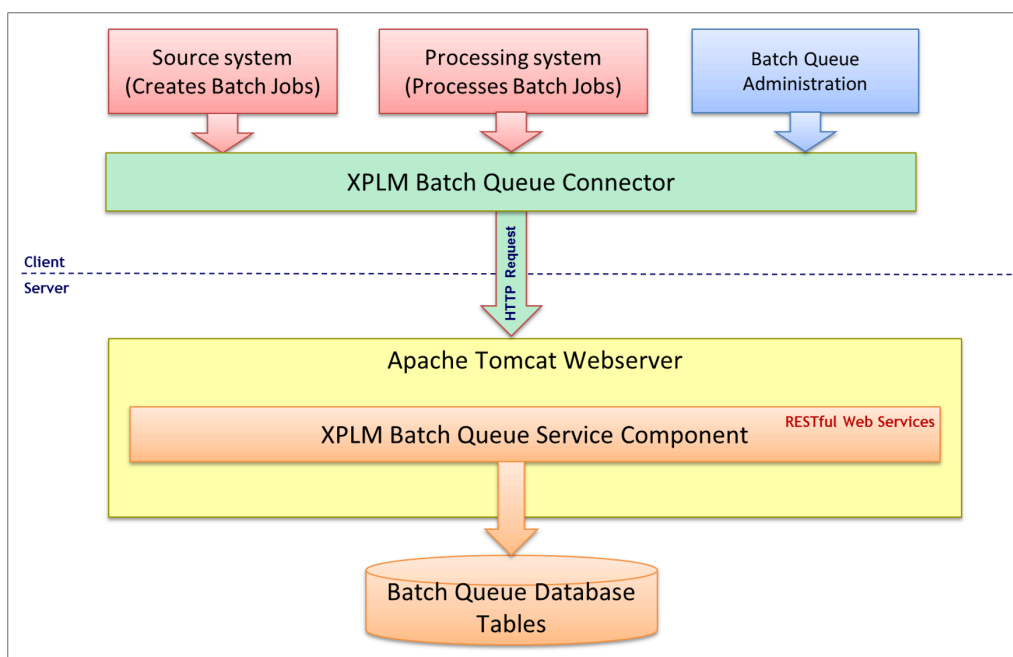 Source system
(Creates Batch Jobs)
Processing system
(Processes Batch Jobs)
Batch Queue
Administration
XPLM Batch Queue Connector
HTTP Request
Client
Server
Apache Tomcat Webserver
RESTful Web Services
XPLM Batch Queue Service Component
Batch Queue Database
Tables